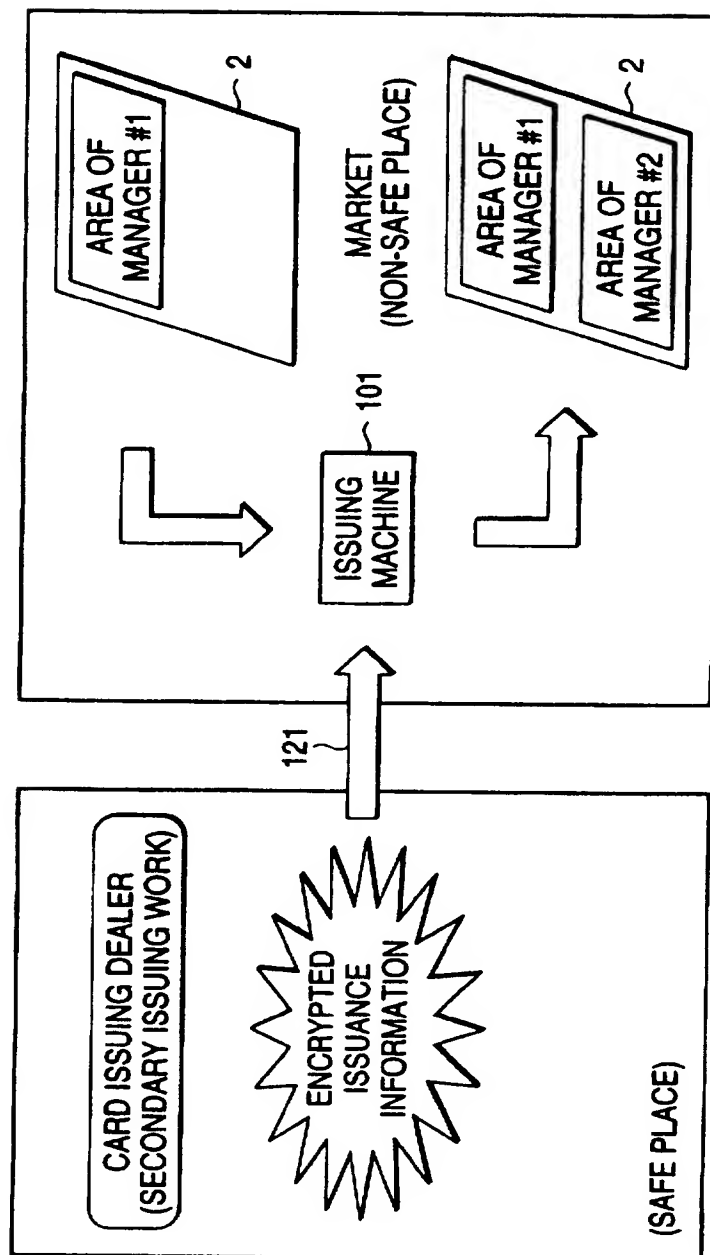 CARD ISSUING DEALER
(SECONDARY ISSUING WORK)
ENCRYPTED
ISSUANCE
INFORMATION
(SAFE PLACE)
121
AREA OF
MANAGER #1
2
101
ISSUING
MACHINE
MARKET
(NON-SAFE PLACE)
AREA OF
MANAGER #1
AREA OF
MANAGER #2
2